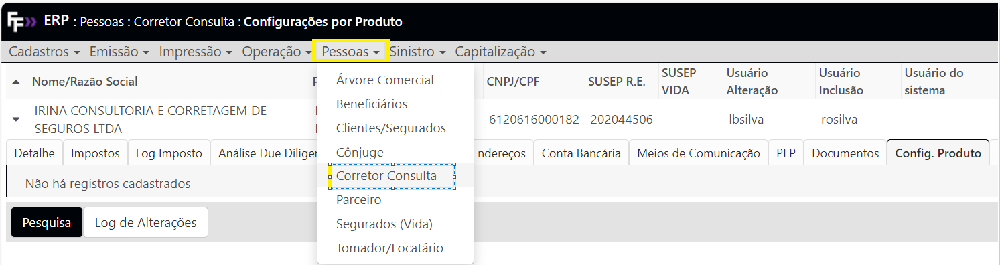 FF» ERP : Pessoas : Corretor Consulta : Configurações por Produto
Cadastros Emissão Impressão Operação Pessoas Sinistro Capitalização
Nome/Razão Social P CNPJ/CPF SUSEP R.E. SUSEP VIDA Usuário Alteração Usuário Inclusão Usuário do sistema
IRINA CONSULTORIA E CORRETAGEM DE
SEGUROS LTDA
6120616000182 202044506 lbsilva rosilva
Árvore Comercial
Beneficiários
Clientes/Segurados
Cônjuge
Corretor Consulta
Parceiro
Segurados (Vida)
Tomador/Locatário
Detalhe Impostos Log Imposto Análise Due Diliger Endereços Conta Bancária Meios de Comunicação PEP Documentos Config. Produto
Não há registros cadastrados
Pesquisa Log de Alterações